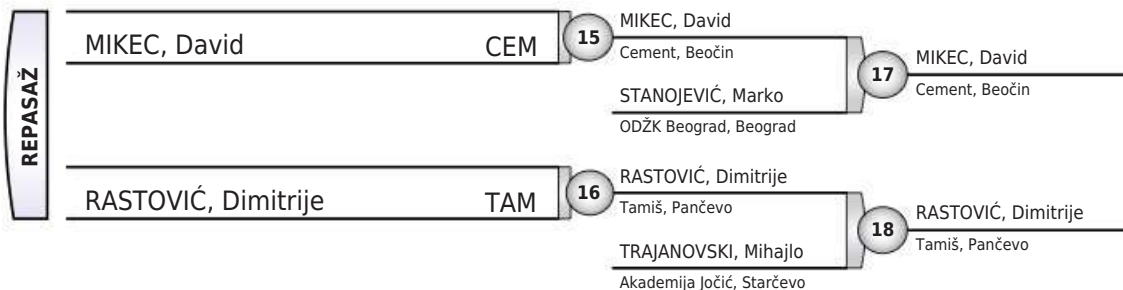 REPASAŽ
MIKEC, David CEM
15
MIKEC, David
Cement, Beočin
STANOJEVIĆ, Marko
ODŽK Beograd, Beograd
17
MIKEC, David
Cement, Beočin
RASTOVIĆ, Dimitrije TAM
16
RASTOVIĆ, Dimitrije
Tamiš, Pančevo
TRAJANOVSKI, Mihajlo
Akademija Jočić, Starčevo
18
RASTOVIĆ, Dimitrije
Tamiš, Pančevo